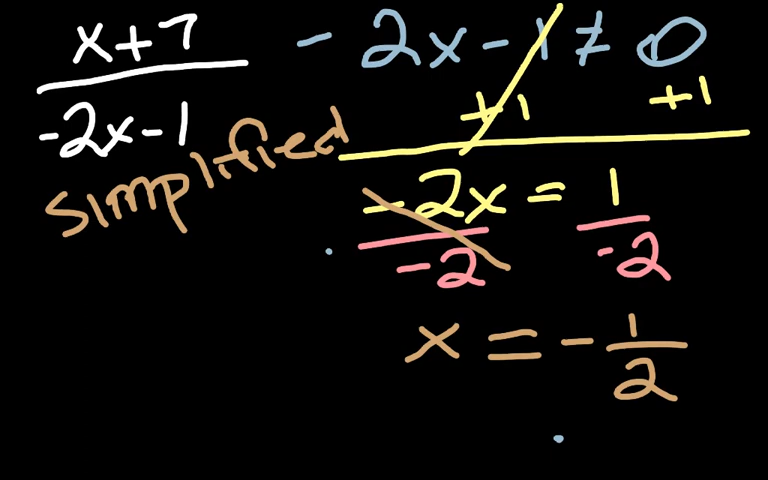 x+7
-2x-1
simplified
-2x-1≠0
+1 +1
-2x=1
-2 -2
x=-1/2